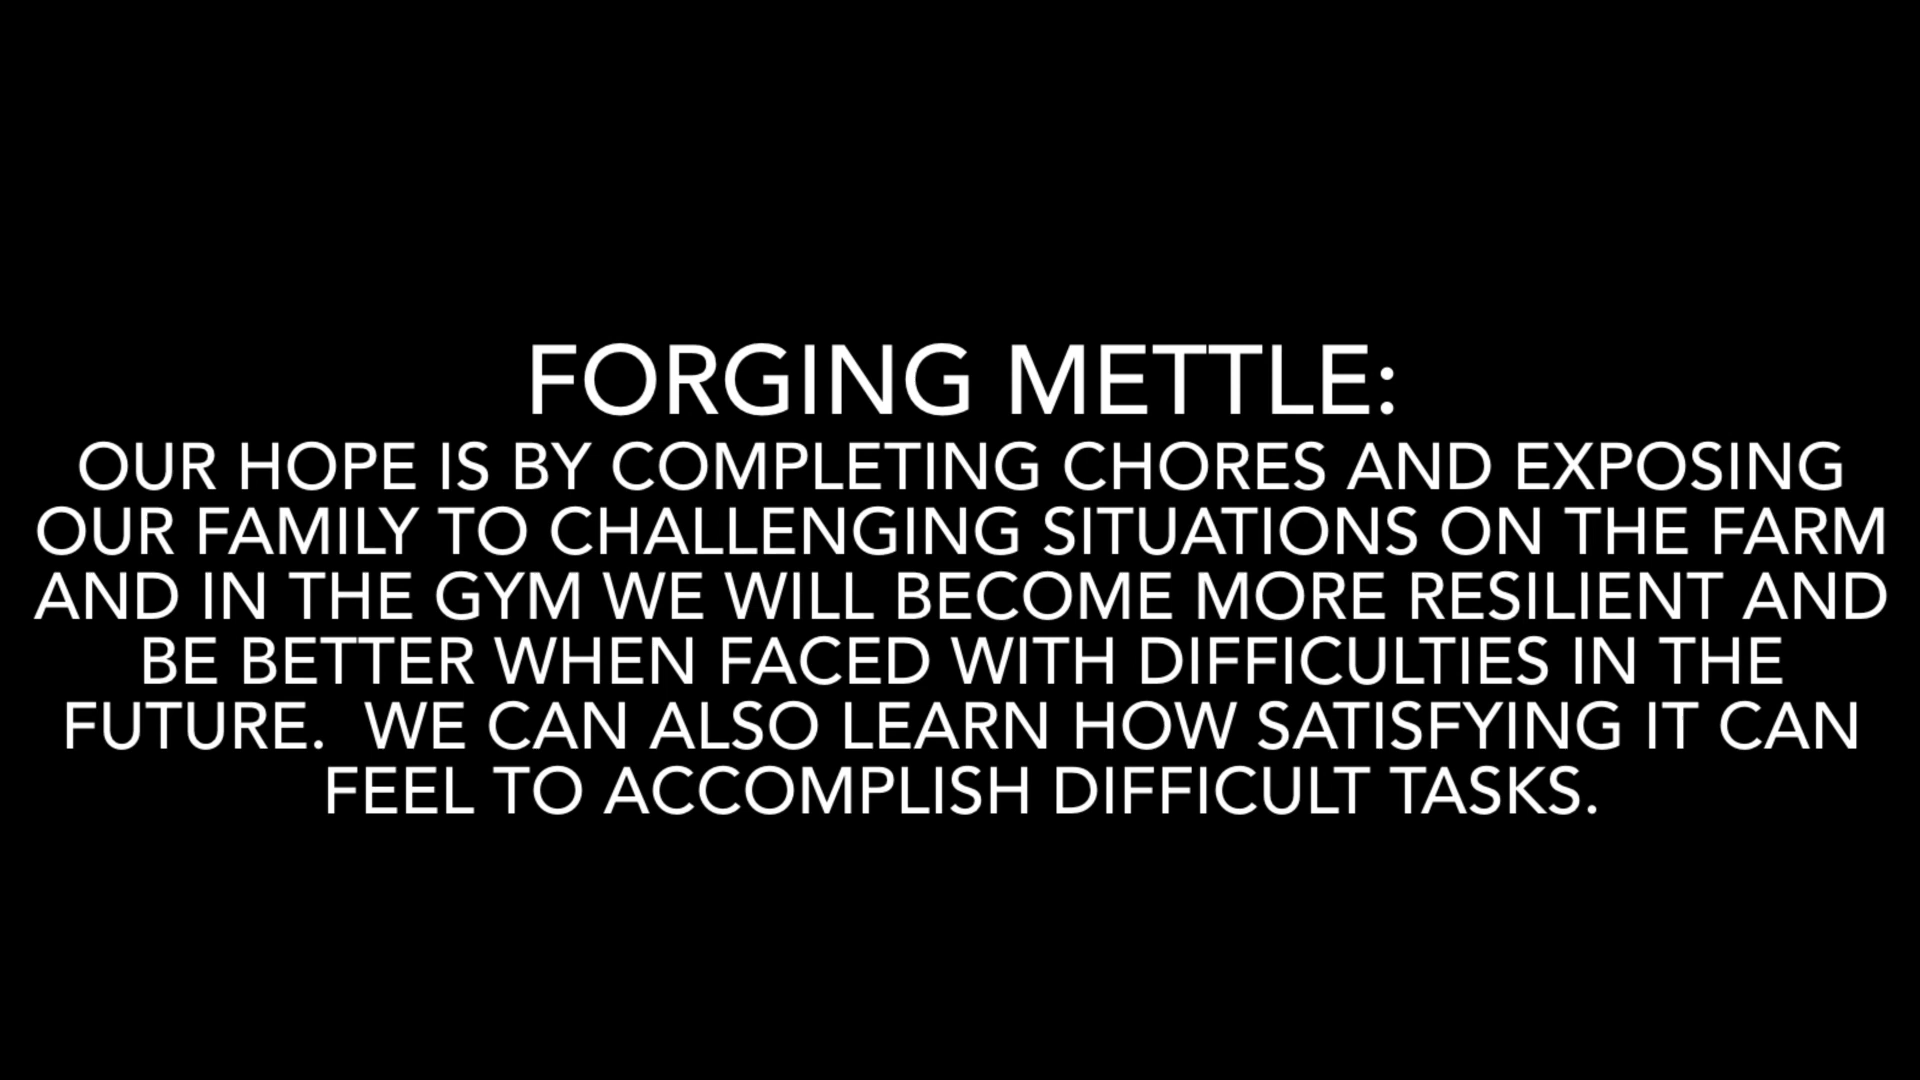 FORGING METTLE:
OUR HOPE IS BY COMPLETING CHORES AND EXPOSING
OUR FAMILY TO CHALLENGING SITUATIONS ON THE FARM
AND IN THE GYM WE WILL BECOME MORE RESILIENT AND
BE BETTER WHEN FACED WITH DIFFICULTIES IN THE
FUTURE.  WE CAN ALSO LEARN HOW SATISFYING IT CAN
FEEL TO ACCOMPLISH DIFFICULT TASKS.